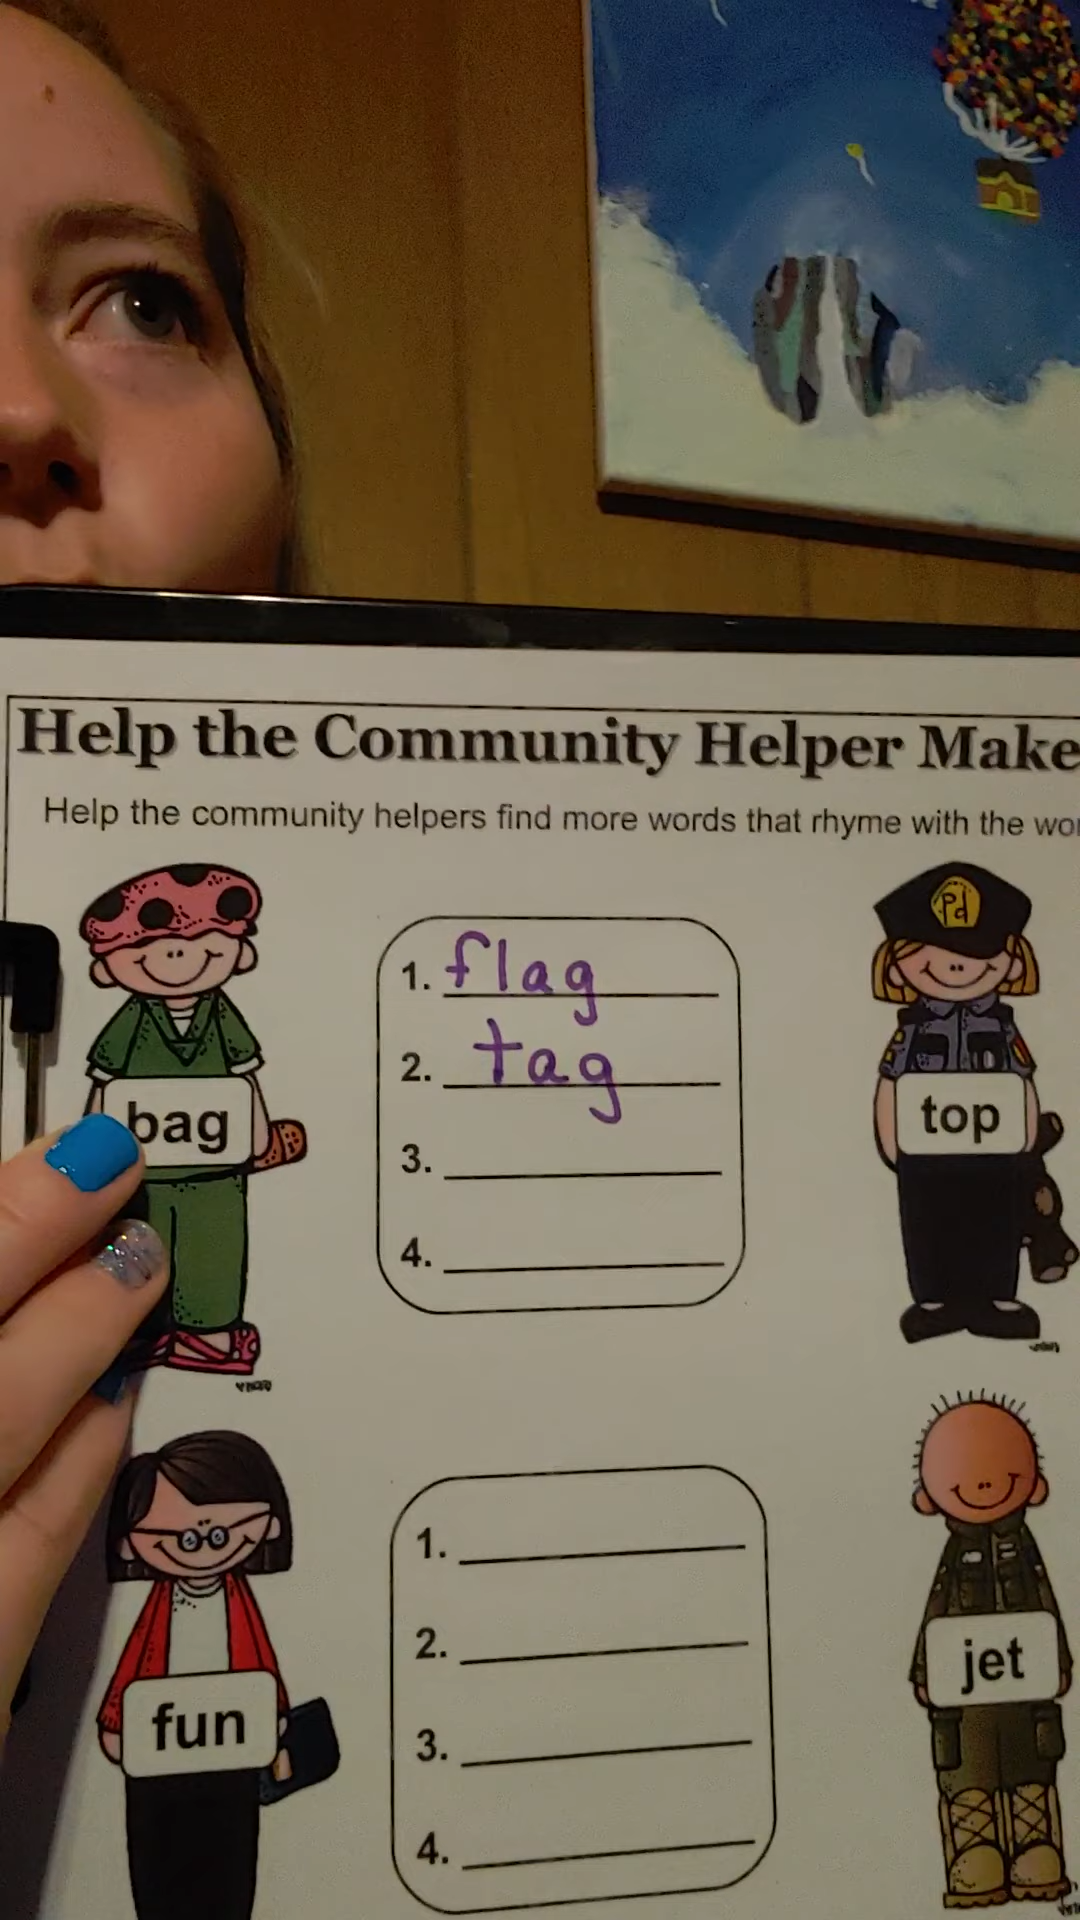 Help the Community Helper Make
Help the community helpers find more words that rhyme with the
Pd
1. flag
2. tag
3.
4.
bag
top
1.
2.
3.
4.
fun
jet